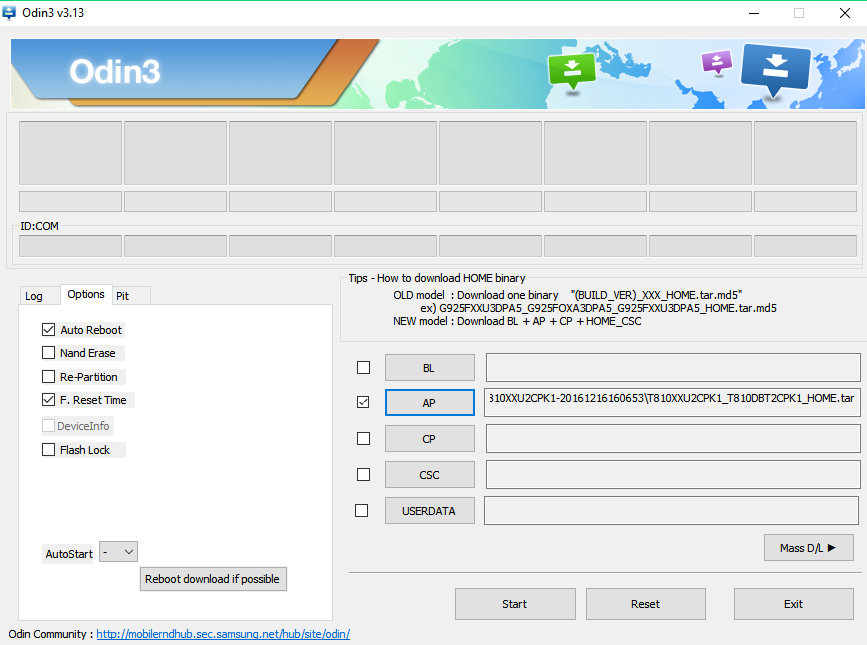 Odin3 v3.13
Odin3
ID:COM
Log Options Pit
Auto Reboot
Nand Erase
Re-Partition
F. Reset Time
DeviceInfo
Flash Lock
AutoStart -
Reboot download if possible
Tips - How to download HOME binary
OLD model : Download one binary "(BUILD_VER)_XXX_HOME.tar.md5"
ex) G925FXXU3DPA5_G925FOXA3DPA5_G925FXXU3DPA5_HOME.tar.md5
NEW model : Download BL + AP + CP + HOME_CSC
BL
AP 310XXU2CPK1-20161216160653\T810XXU2CPK1_T810DBT2CPK1_HOME.tar
CP
CSC
USERDATA
Mass D/L ▶
Start Reset Exit
Odin Community : http://mobilerndhub.sec.samsung.net/hub/site/odin/